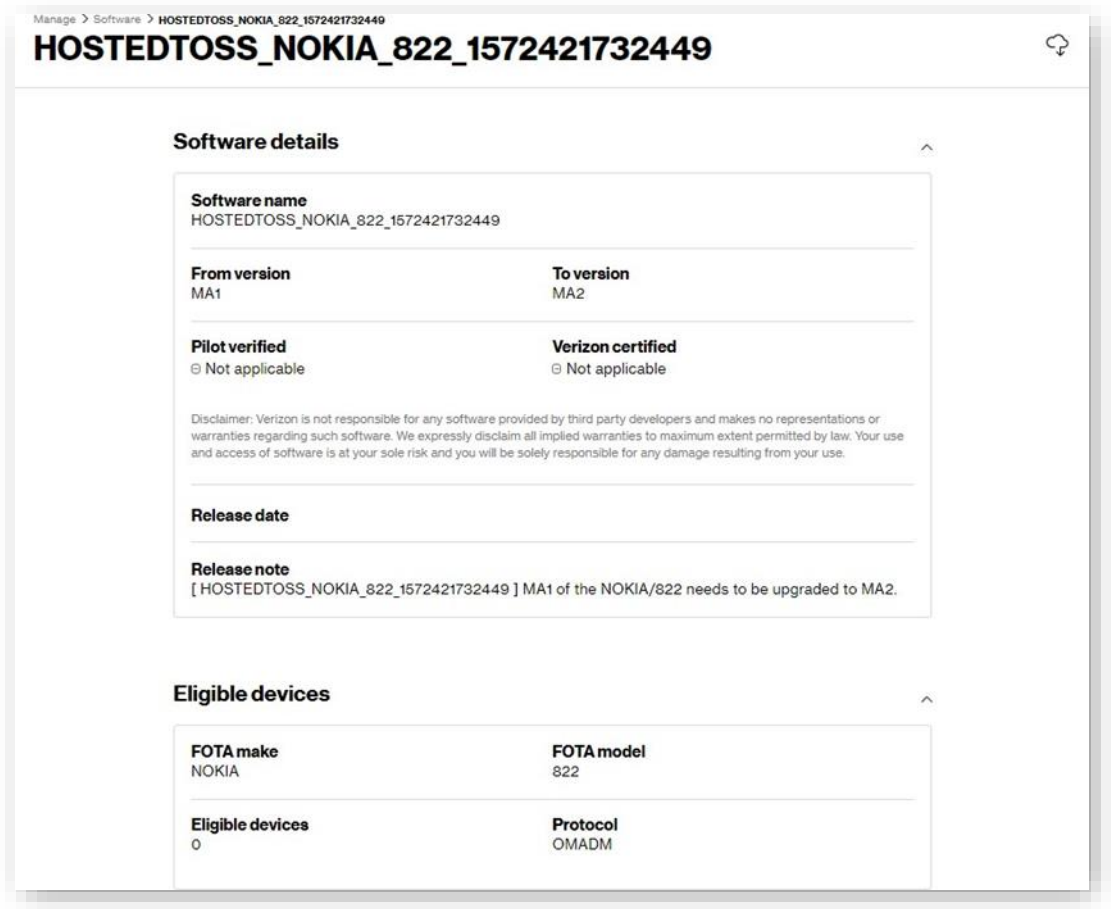 Manage > Software > HOSTEDTOSS_NOKIA_822_1572421732449
HOSTEDTOSS_NOKIA_822_1572421732449
Software details
Software name
HOSTEDTOSS_NOKIA_822_1572421732449
From version To version
MA1 MA2
Pilot verified Verizon certified
Not applicable Not applicable
Disclaimer: Verizon is not responsible for any software provided by third party developers and makes no representations or
warranties regarding such software. We expressly disclaim all implied warranties to maximum extent permitted by law. Your use
and access of software is at your sole risk and you will be solely responsible for any damage resulting from your use.
Release date
Release note
[ HOSTEDTOSS_NOKIA_822_1572421732449 ] MA1 of the NOKIA/822 needs to be upgraded to MA2.
Eligible devices
FOTA make FOTA model
NOKIA 822
Eligible devices Protocol
0 OMADM